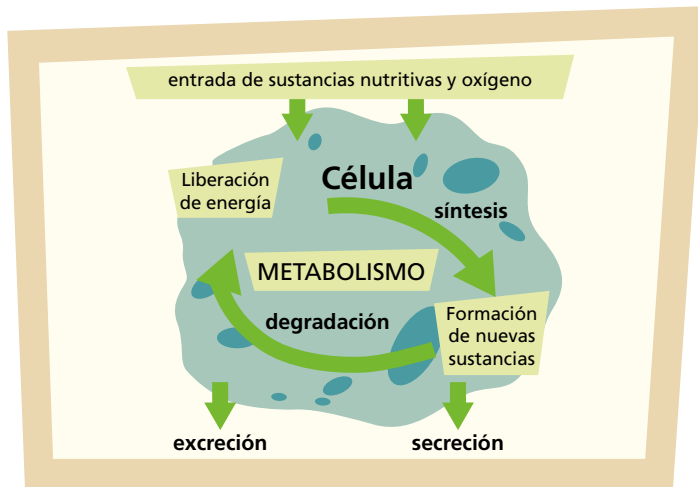 entrada de sustancias nutritivas y oxígeno
Célula
Liberación
de energía
síntesis
METABOLISMO
degradación
Formación
de nuevas
sustancias
excreción
secreción